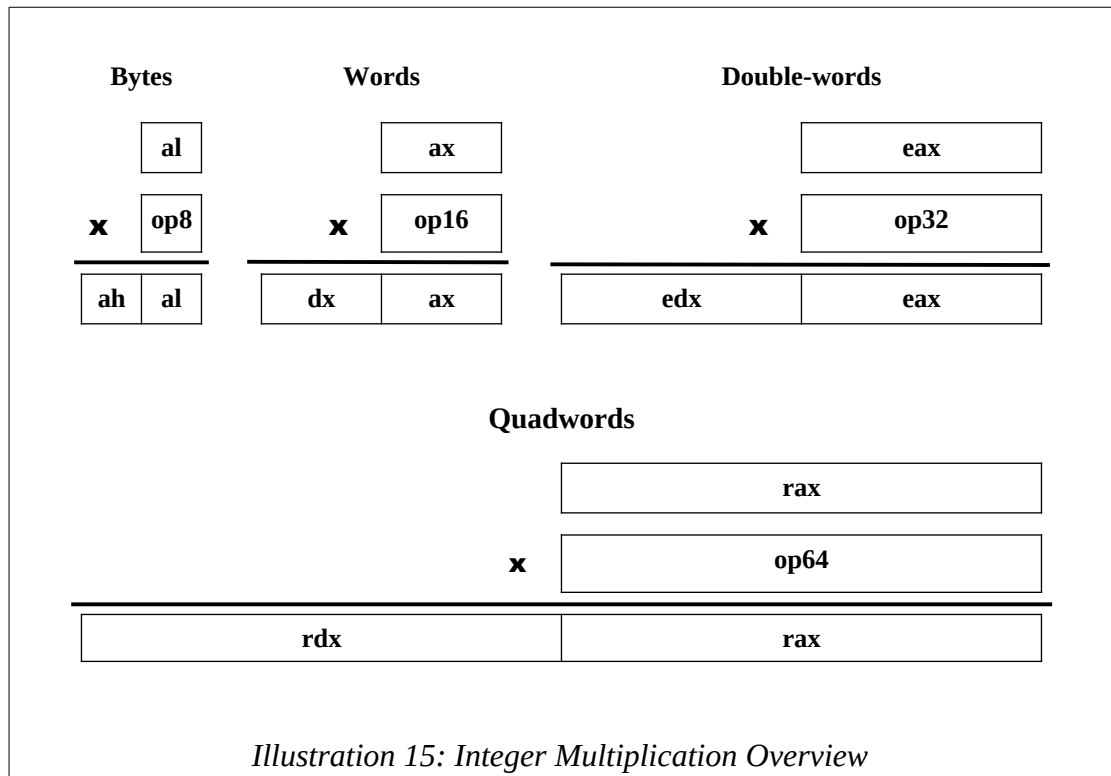 Bytes Words Double-words
al ax eax
x op8 x op16 x op32
ah al dx ax edx eax
Quadwords
rax
x op64
rdx rax
Illustration 15: Integer Multiplication Overview